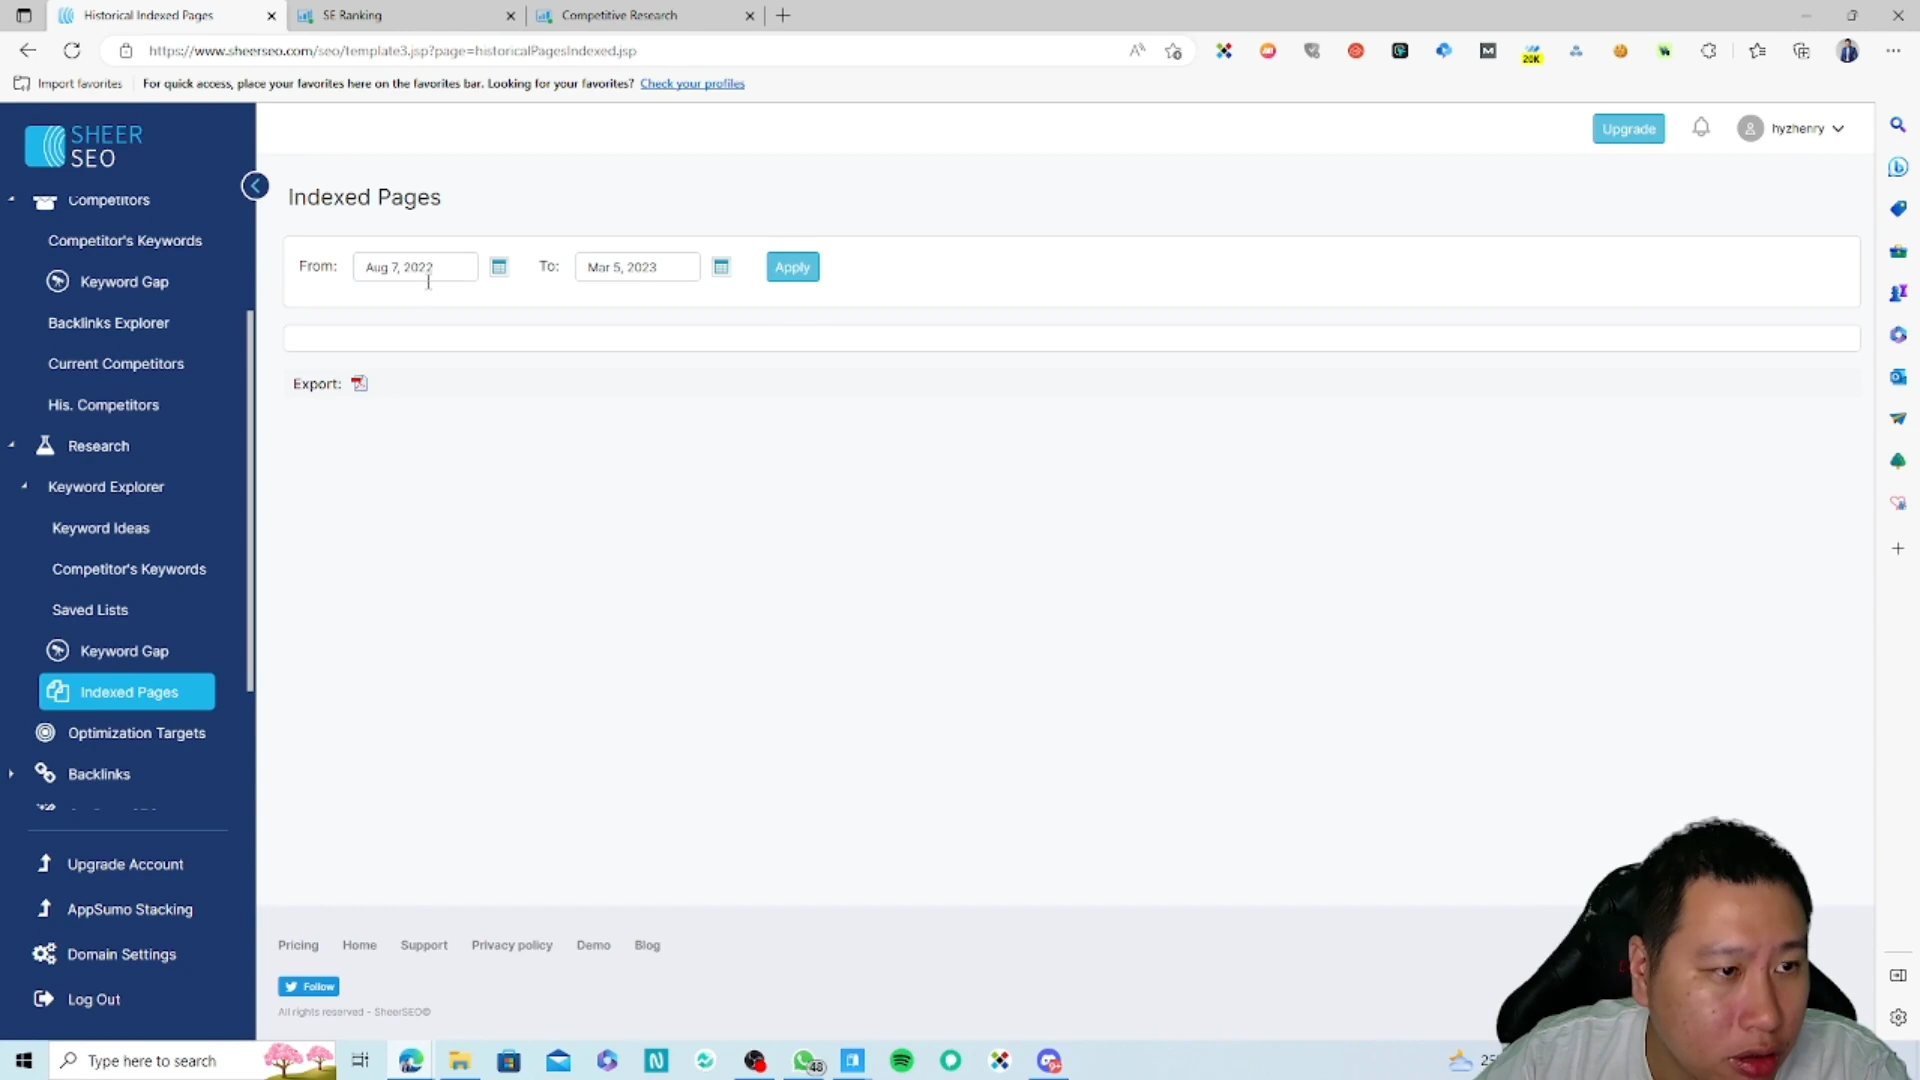 Historical Indexed Pages
SE Ranking
Competitive Research
https://www.sheerseo.com/seo/template3.jsp?page=historicalPagesIndexed.jsp
20K
Import favorites
For quick access, place your favorites here on the favorites bar. Looking for your favorites? Check your profiles
SHEER
SEO
Upgrade
hyzhenry
Competitors
Competitor's Keywords
Keyword Gap
Backlinks Explorer
Current Competitors
His. Competitors
Research
Keyword Explorer
Keyword Ideas
Competitor's Keywords
Saved Lists
Keyword Gap
Indexed Pages
Optimization Targets
Backlinks
Upgrade Account
AppSumo Stacking
Domain Settings
Log Out
Indexed Pages
From: Aug 7, 2022 To: Mar 5, 2023 Apply
Export:
Pricing Home Support Privacy policy Demo Blog
Follow
All rights reserved - SheerSEO©
Type here to search
48